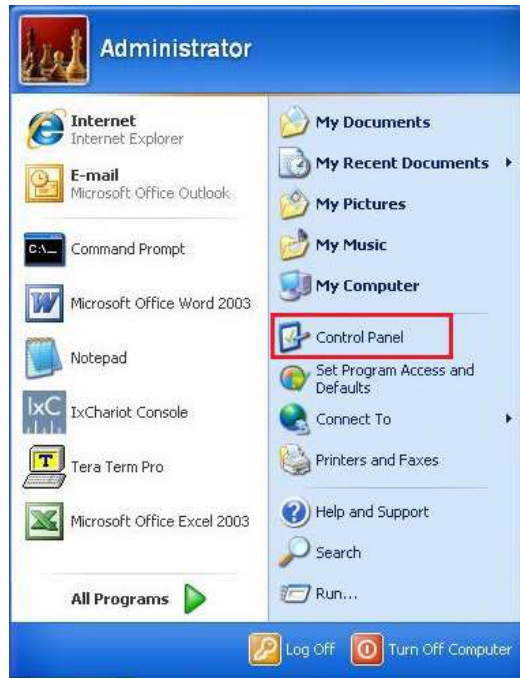 Administrator
Internet
Internet Explorer
E-mail
Microsoft Office Outlook
C:\_
Command Prompt
Microsoft Office Word 2003
Notepad
IxC
IxChariot Console
T
Tera Term Pro
Microsoft Office Excel 2003
All Programs
My Documents
My Recent Documents
My Pictures
My Music
My Computer
Control Panel
Set Program Access and
Defaults
Connect To
Printers and Faxes
Help and Support
Search
Run...
Log Off
Turn Off Computer